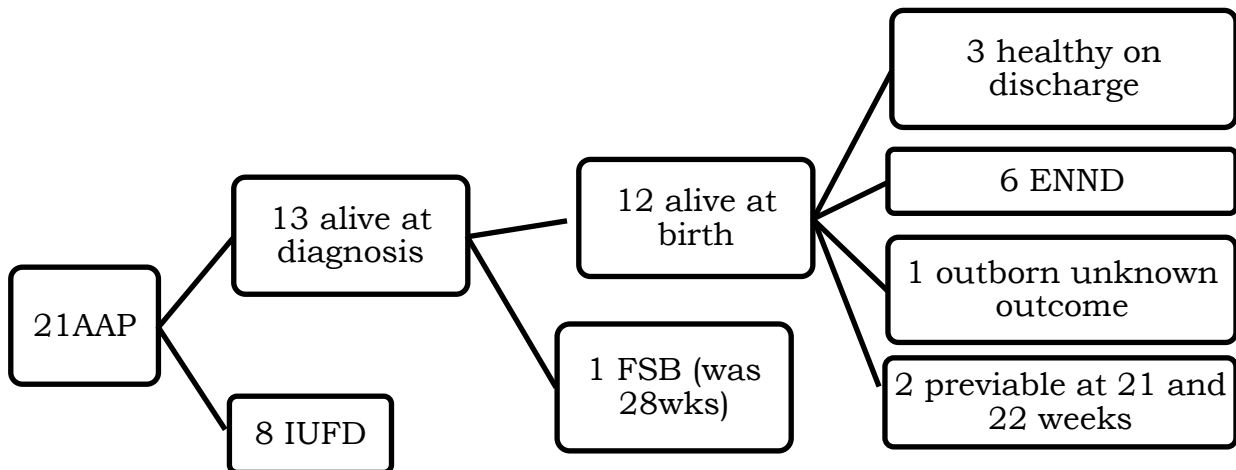 21AAP
13 alive at
diagnosis
8 IUFD
12 alive at
birth
1 FSB (was
28wks)
3 healthy on
discharge
6 ENND
1 outborn unknown
outcome
2 previable at 21 and
22 weeks